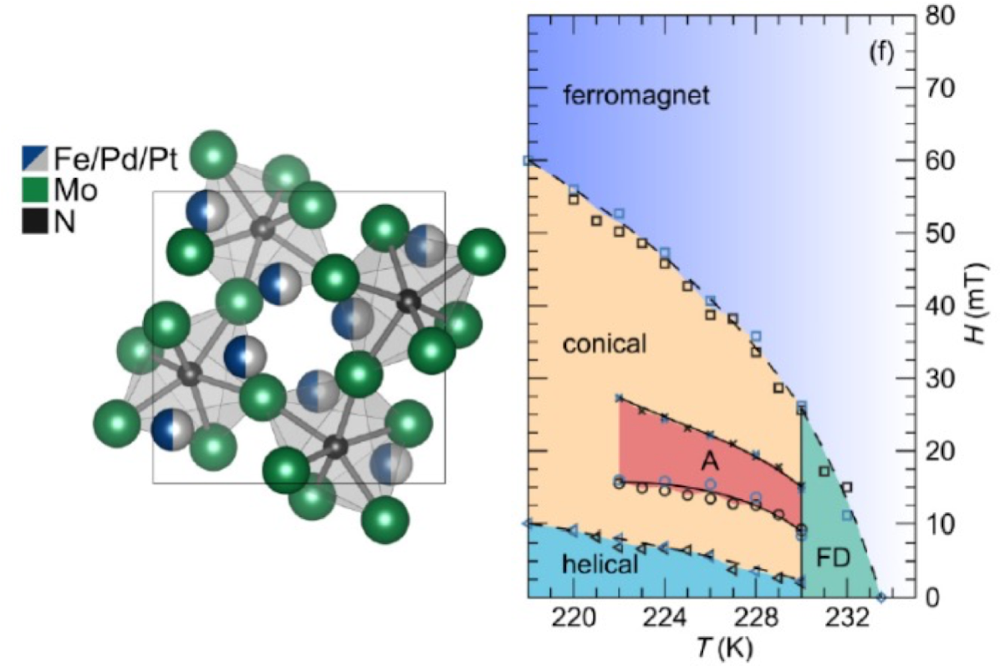 Fe/Pd/Pt
Mo
N
(f)
ferromagnet
conical
A
helical
FD
80
70
60
50
40
30
20
10
0
H (mT)
220 224 228 232
T (K)